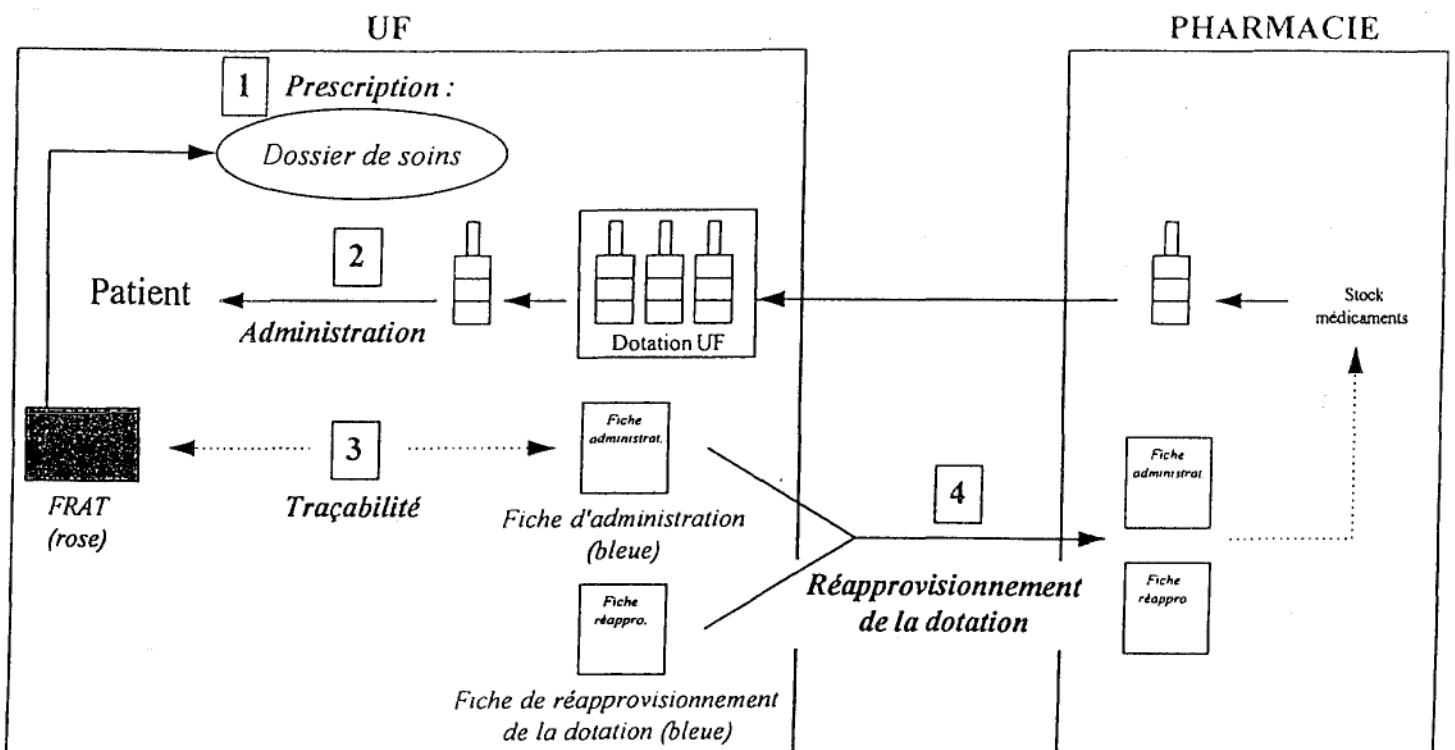 UF
PHARMACIE
1 Prescription :
Dossier de soins
2
Patient
Administration
Dotation UF
Stock
médicaments
3
Traçabilité
FRAT
(rose)
Fiche
administrat.
Fiche d'administration
(bleue)
4
Fiche
administrat
Réapprovisionnement
de la dotation
Fiche
réappro.
Fiche
réappro
Fiche de réapprovisionnement
de la dotation (bleue)